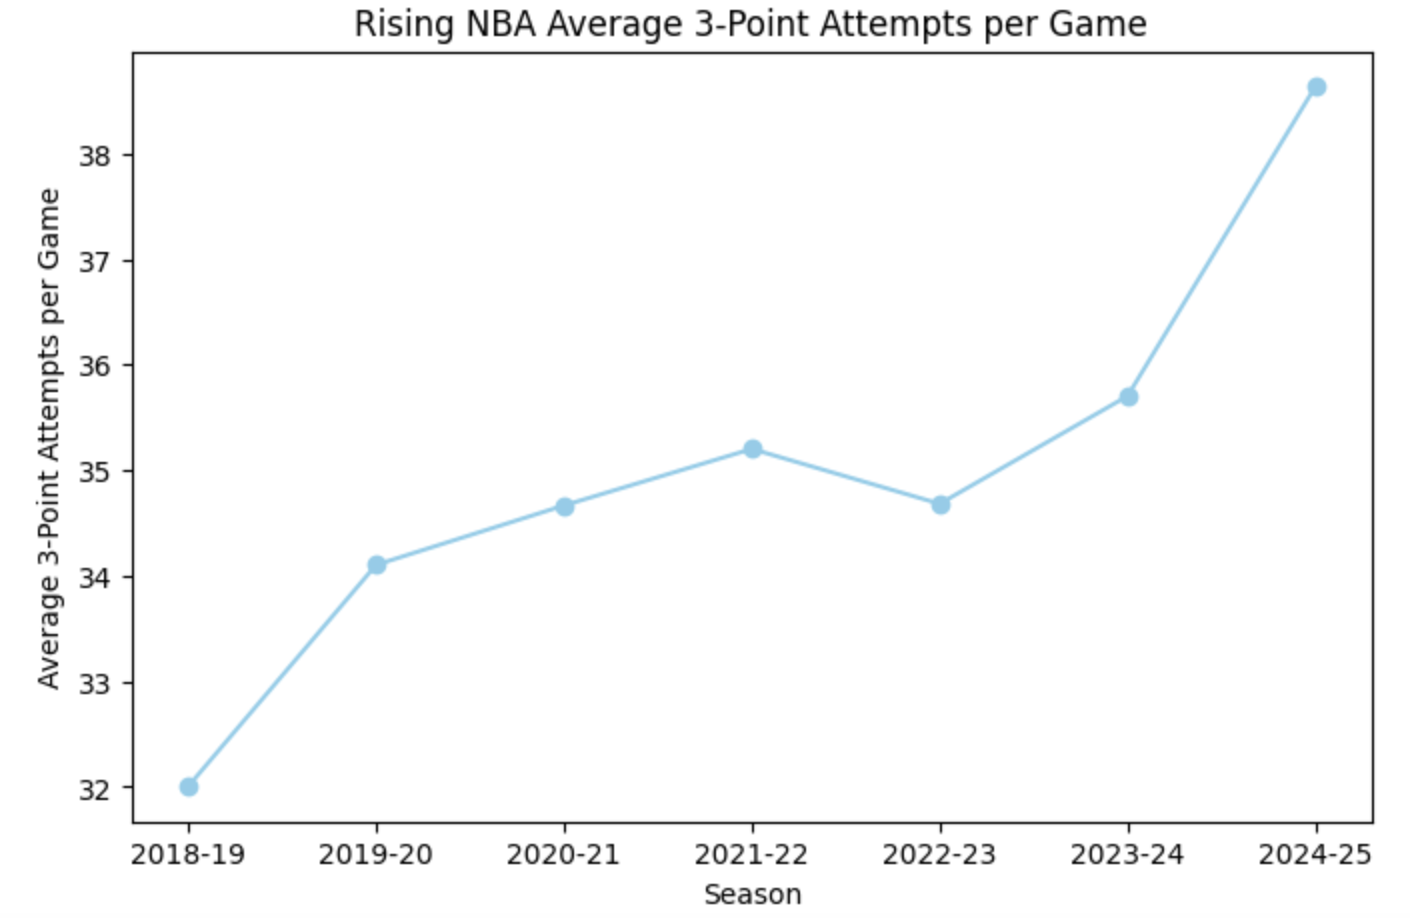 Rising NBA Average 3-Point Attempts per Game
Average 3-Point Attempts per Game
38
37
36
35
34
33
32
2018-19 2019-20 2020-21 2021-22 2022-23 2023-24 2024-25
Season